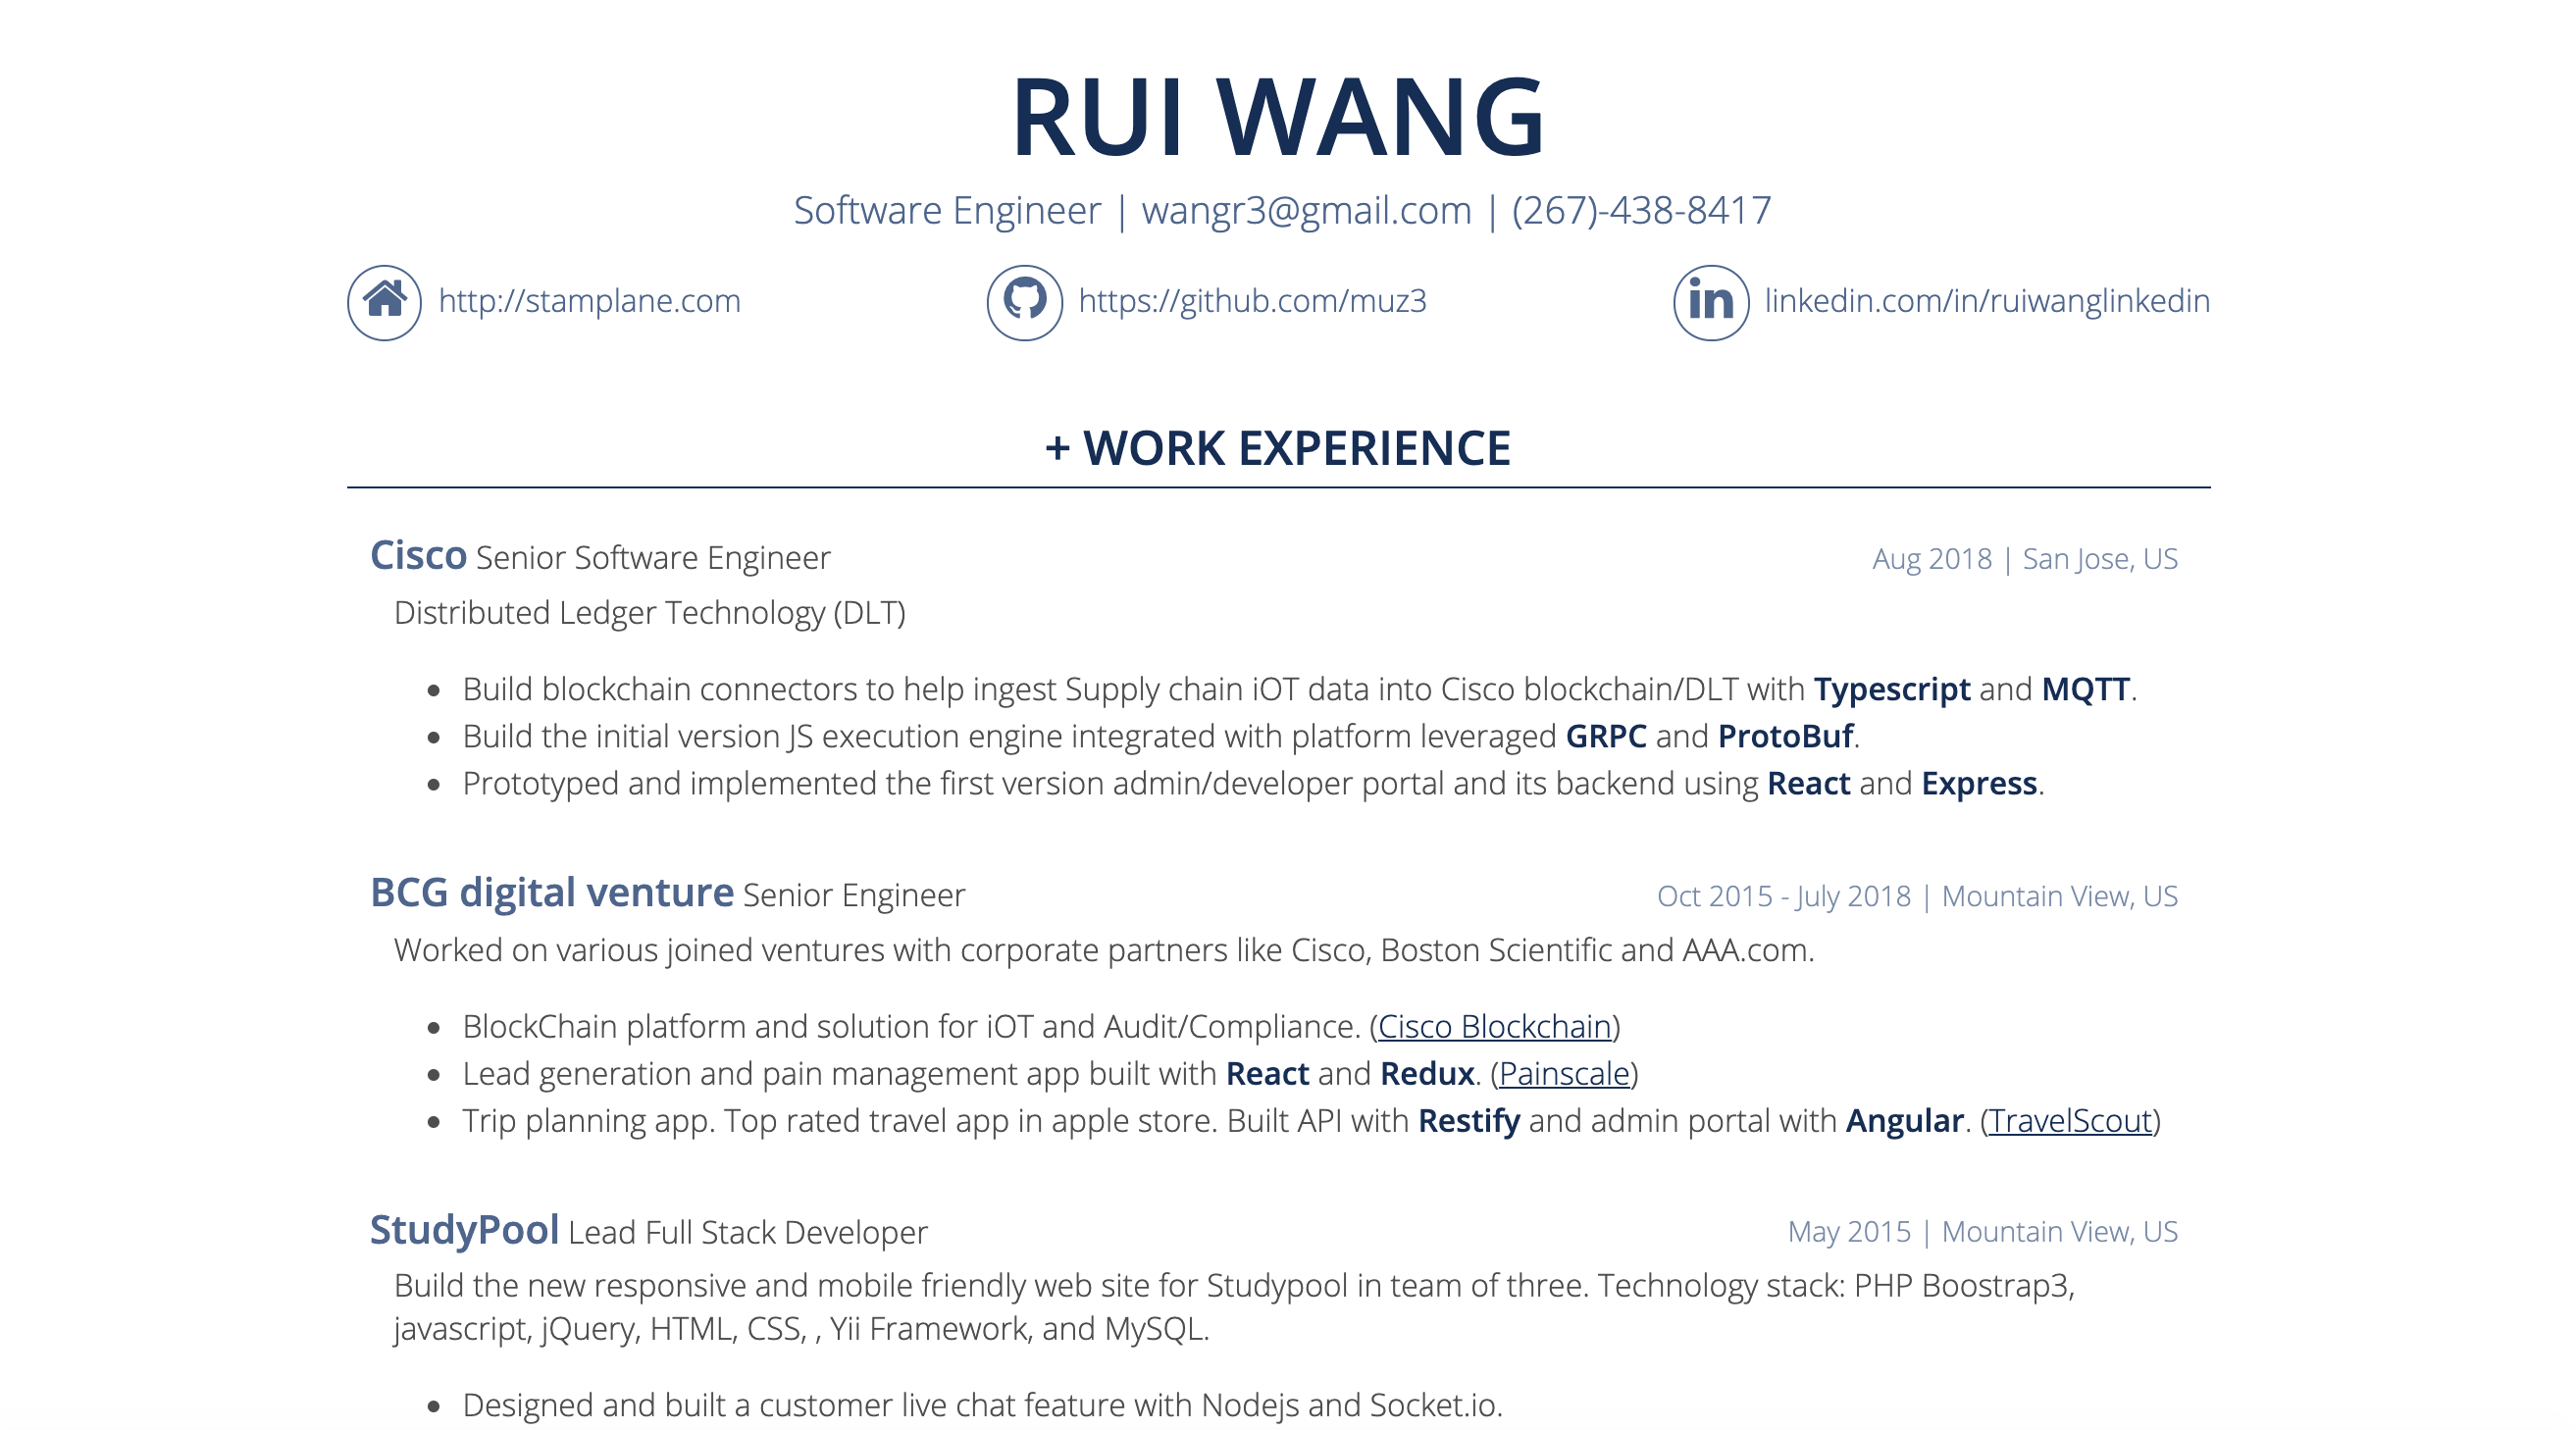 RUI WANG
Software Engineer | wangr3@gmail.com | (267)-438-8417
http://stamplane.com
https://github.com/muz3
linkedin.com/in/ruiwanglinkedin
+ WORK EXPERIENCE
Cisco Senior Software Engineer
Aug 2018 | San Jose, US
Distributed Ledger Technology (DLT)
• Build blockchain connectors to help ingest Supply chain iOT data into Cisco blockchain/DLT with Typescript and MQTT.
• Build the initial version JS execution engine integrated with platform leveraged GRPC and ProtoBuf.
• Prototyped and implemented the first version admin/developer portal and its backend using React and Express.
BCG digital venture Senior Engineer
Oct 2015 - July 2018 | Mountain View, US
Worked on various joined ventures with corporate partners like Cisco, Boston Scientific and AAA.com.
• BlockChain platform and solution for iOT and Audit/Compliance. (Cisco Blockchain)
• Lead generation and pain management app built with React and Redux. (Painscale)
• Trip planning app. Top rated travel app in apple store. Built API with Restify and admin portal with Angular. (TravelScout)
StudyPool Lead Full Stack Developer
May 2015 | Mountain View, US
Build the new responsive and mobile friendly web site for Studypool in team of three. Technology stack: PHP Boostrap3,
javascript, jQuery, HTML, CSS, , Yii Framework, and MySQL.
• Designed and built a customer live chat feature with Nodejs and Socket.io.